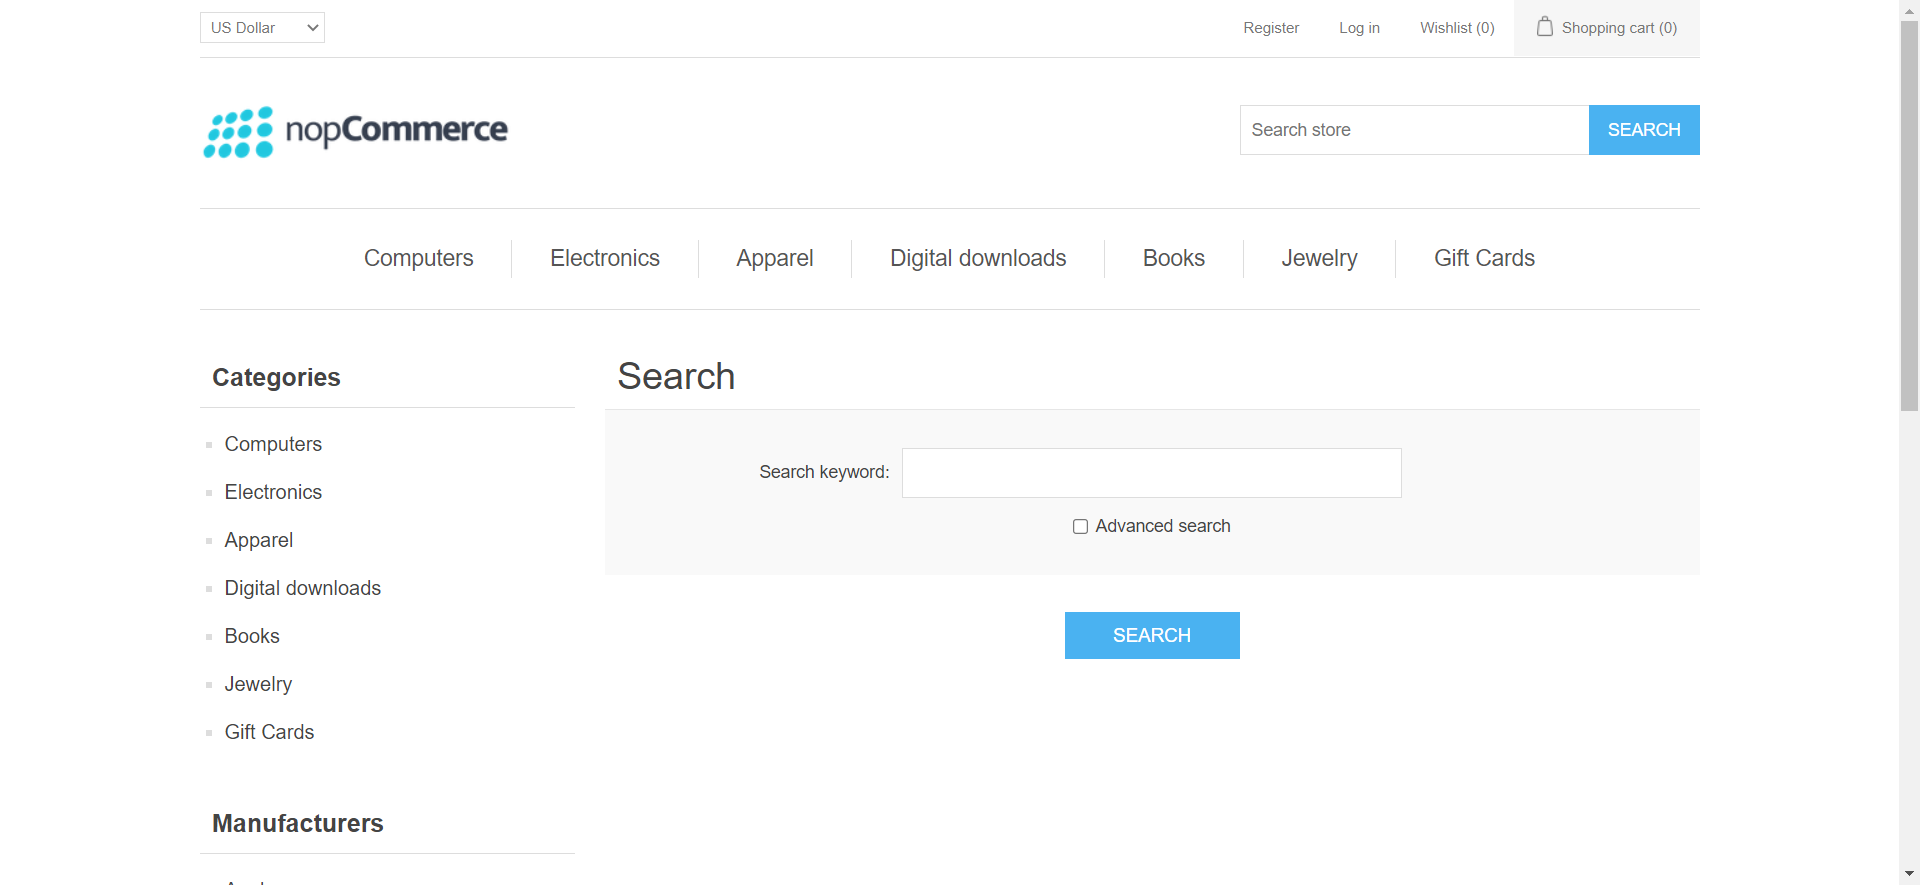 US Dollar
Register
Log in
Wishlist (0)
Shopping cart (0)
nopCommerce
Search store
SEARCH
Computers
Electronics
Apparel
Digital downloads
Books
Jewelry
Gift Cards
Categories
Computers
Electronics
Apparel
Digital downloads
Books
Jewelry
Gift Cards
Manufacturers
Search
Search keyword:
Advanced search
SEARCH